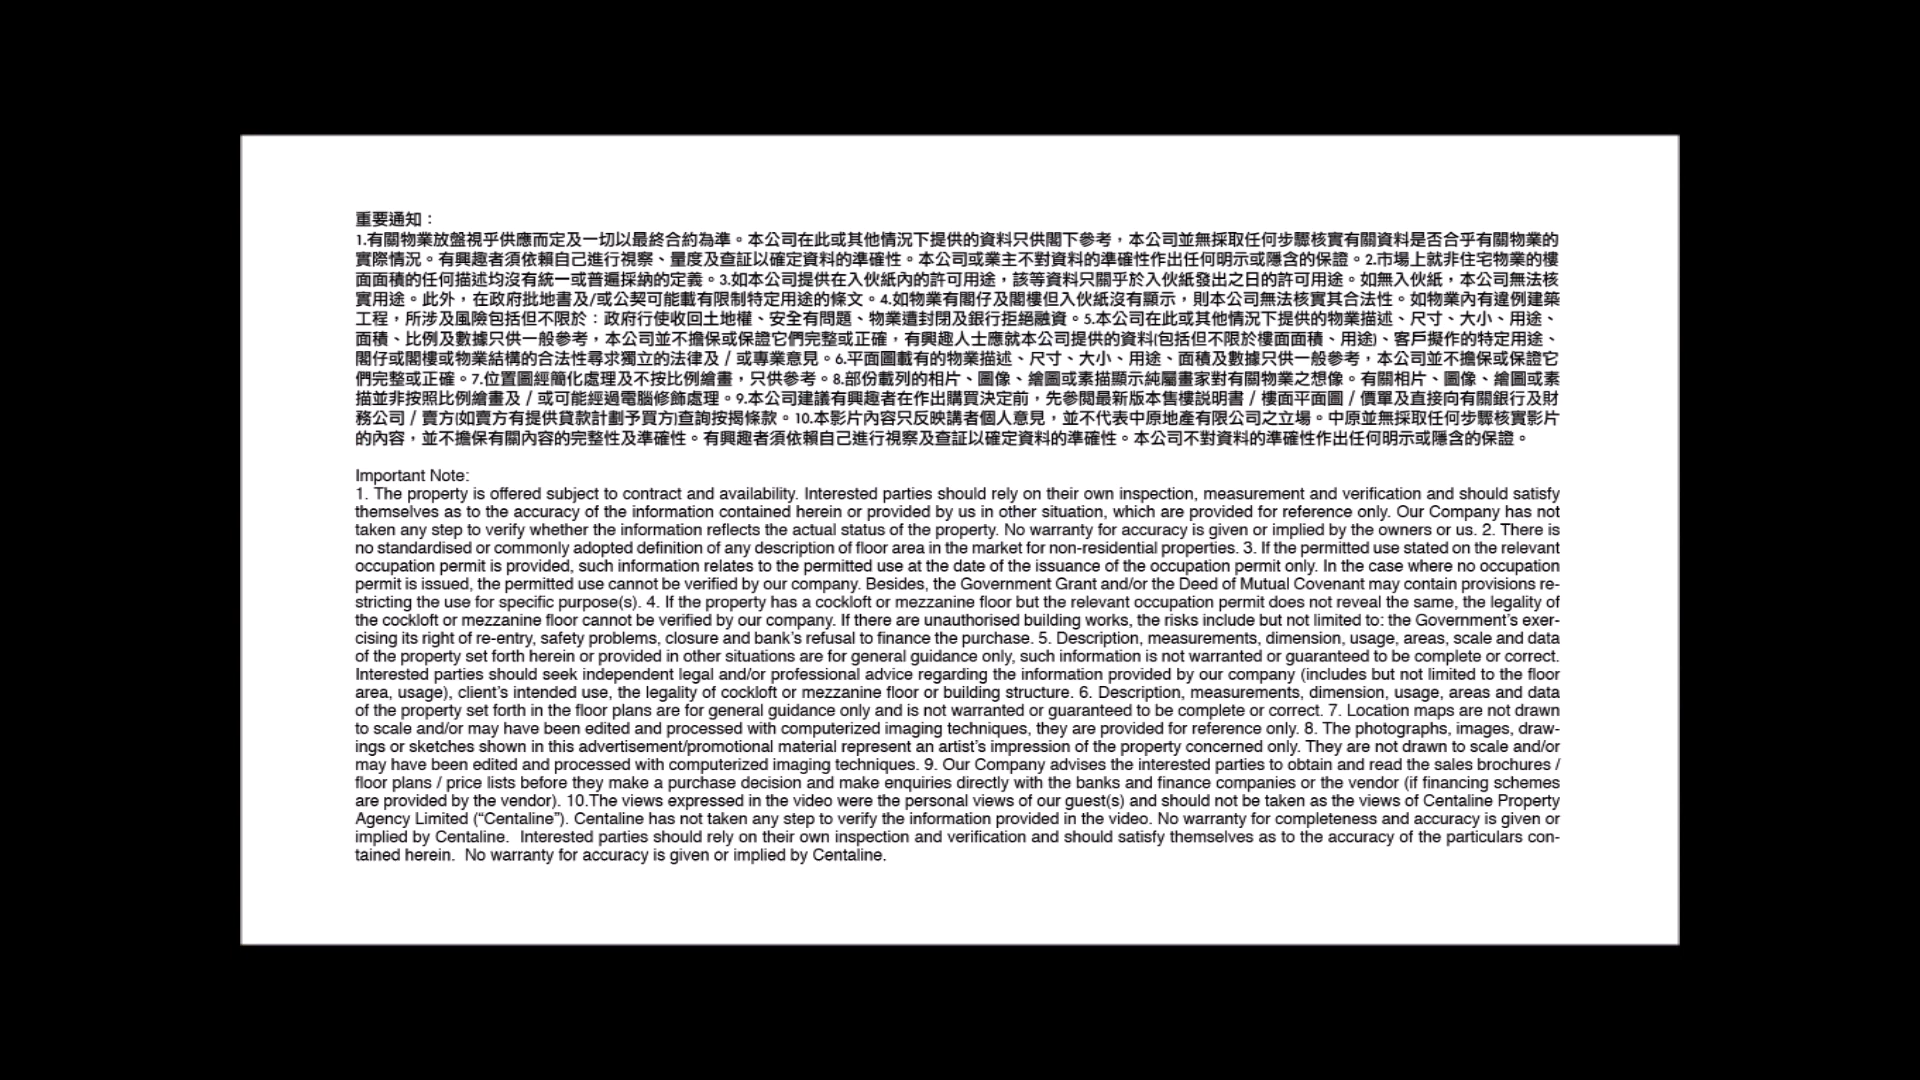 重要通知：
1.有關物業放盤視乎供應而定及一切以最終合約為準。本公司在此或其他情況下提供的資料只供閣下參考，本公司並無採取任何步驟核實有關資料是否合乎有關物業的
實際情況。有興趣者須依賴自己進行視察、量度及查証以確定資料的準確性。本公司或業主不對資料的準確性作出任何明示或隱含的保證。2.市場上就非住宅物業的樓
面面積的任何描述均沒有統一或普遍採納的定義。3.如本公司提供在入伙紙內的許可用途，該等資料只關乎於入伙紙發出之日的許可用途。如無入伙紙，本公司無法核
實用途。此外，在政府批地書及/或公契可能載有限制特定用途的條文。4.如物業有閣仔及閣樓但入伙紙沒有顯示，則本公司無法核實其合法性。如物業內有違例建築
工程，所涉及風險包括但不限於：政府行使收回土地權、安全有問題、物業遭封閉及銀行拒絕融資。5.本公司在此或其他情況下提供的物業描述、尺寸、大小、用途、
面積、比例及數據只供一般參考，本公司並不擔保或保證它們完整或正確，有興趣人士應就本公司提供的資料(包括但不限於樓面面積、用途)、客戶擬作的特定用途、
閣仔或閣樓或物業結構的合法性尋求獨立的法律及 / 或專業意見。6.平面圖載有的物業描述、尺寸、大小、用途、面積及數據只供一般參考，本公司並不擔保或保證它
們完整或正確。7.位置圖經簡化處理及不按比例繪畫，只供參考。8.部份載列的相片、圖像、繪圖或素描顯示純屬畫家對有關物業之想像。有關相片、圖像、繪圖或素
描並非按照比例繪畫及 / 或可能經過電腦修飾處理。9.本公司建議有興趣者在作出購買決定前，先參閱最新版本售樓説明書 / 樓面平面圖 / 價單及直接向有關銀行及財
務公司 / 賣方(如賣方有提供貸款計劃予買方)查詢按揭條款。10.本影片內容只反映講者個人意見，並不代表中原地產有限公司之立場。中原並無採取任何步驟核實影片
的內容，並不擔保有關內容的完整性及準確性。有興趣者須依賴自己進行視察及查証以確定資料的準確性。本公司不對資料的準確性作出任何明示或隱含的保證。
Important Note:
1. The property is offered subject to contract and availability. Interested parties should rely on their own inspection, measurement and verification and should satisfy
themselves as to the accuracy of the information contained herein or provided by us in other situation, which are provided for reference only. Our Company has not
taken any step to verify whether the information reflects the actual status of the property. No warranty for accuracy is given or implied by the owners or us. 2. There is
no standardised or commonly adopted definition of any description of floor area in the market for non-residential properties. 3. If the permitted use stated on the relevant
occupation permit is provided, such information relates to the permitted use at the date of the issuance of the occupation permit only. In the case where no occupation
permit is issued, the permitted use cannot be verified by our company. Besides, the Government Grant and/or the Deed of Mutual Covenant may contain provisions re-
stricting the use for specific purpose(s). 4. If the property has a cockloft or mezzanine floor but the relevant occupation permit does not reveal the same, the legality of
the cockloft or mezzanine floor cannot be verified by our company. If there are unauthorised building works, the risks include but not limited to: the Government’s exer-
cising its right of re-entry, safety problems, closure and bank’s refusal to finance the purchase. 5. Description, measurements, dimension, usage, areas, scale and data
of the property set forth herein or provided in other situations are for general guidance only, such information is not warranted or guaranteed to be complete or correct.
Interested parties should seek independent legal and/or professional advice regarding the information provided by our company (includes but not limited to the floor
area, usage), client’s intended use, the legality of cockloft or mezzanine floor or building structure. 6. Description, measurements, dimension, usage, areas and data
of the property set forth in the floor plans are for general guidance only and is not warranted or guaranteed to be complete or correct. 7. Location maps are not drawn
to scale and/or may have been edited and processed with computerized imaging techniques, they are provided for reference only. 8. The photographs, images, draw-
ings or sketches shown in this advertisement/promotional material represent an artist’s impression of the property concerned only. They are not drawn to scale and/or
may have been edited and processed with computerized imaging techniques. 9. Our Company advises the interested parties to obtain and read the sales brochures /
floor plans / price lists before they make a purchase decision and make enquiries directly with the banks and finance companies or the vendor (if financing schemes
are provided by the vendor). 10.The views expressed in the video were the personal views of our guest(s) and should not be taken as the views of Centaline Property
Agency Limited (“Centaline”). Centaline has not taken any step to verify the information provided in the video. No warranty for completeness and accuracy is given or
implied by Centaline.  Interested parties should rely on their own inspection and verification and should satisfy themselves as to the accuracy of the particulars con-
tained herein.  No warranty for accuracy is given or implied by Centaline.